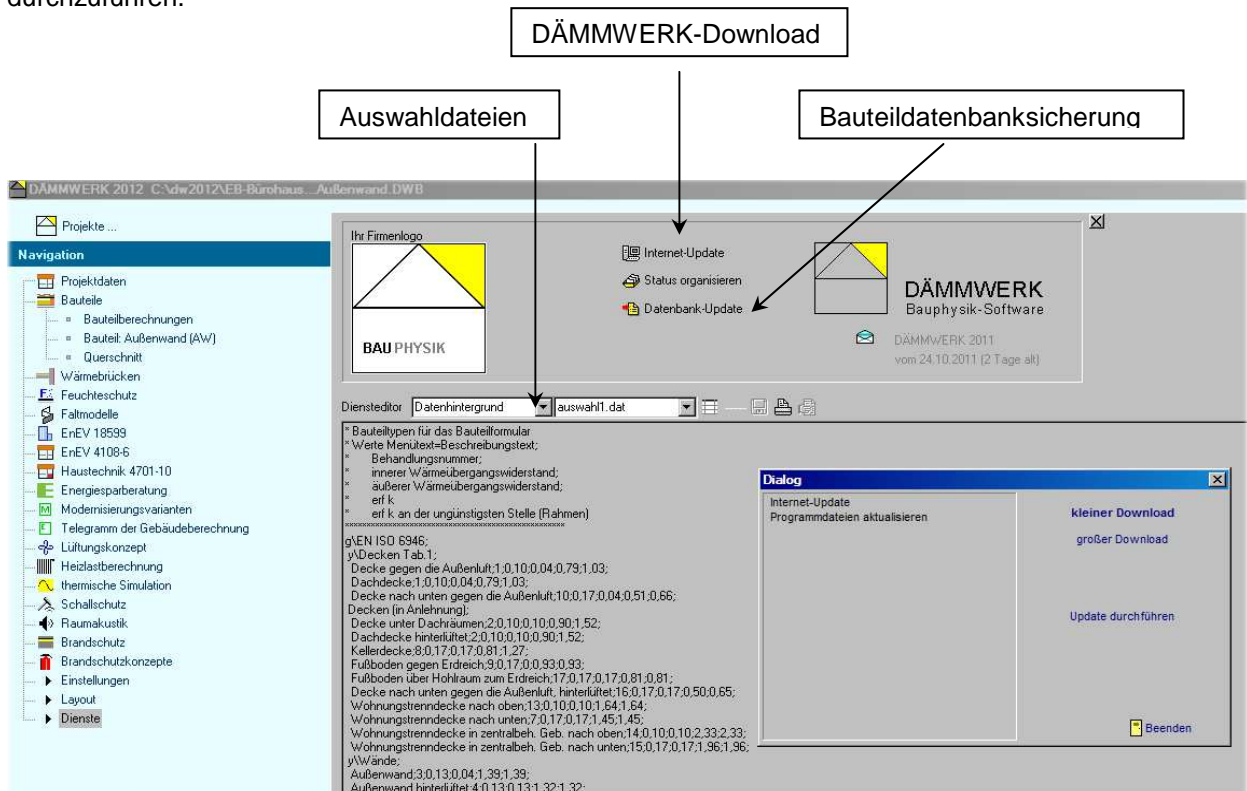 durchzuführen.
DÄMMWERK-Download
Auswahldateien
Bauteildatenbanksicherung
DÄMMWERK 2012 C:\dw2012\EB-Bürohaus...Außenwand.DWB
Projekte ...
Navigation
Projektdaten
Bauteile
Bauteilberechnungen
Bauteil: Außenwand (AW)
Querschnitt
Wärmebrücken
Feuchteschutz
Faltmodelle
EnEV 18599
EnEV 4108-6
Haustechnik 4701-10
Energiesparberatung
Modernisierungsvarianten
Telegramm der Gebäudeberechnung
Lüftungskonzept
Heizlastberechnung
thermische Simulation
Schallschutz
Raumakustik
Brandschutz
Brandschutzkonzepte
Einstellungen
Layout
Dienste
Ihr Firmenlogo
BAUPHYSIK
Internet-Update
Status organisieren
Datenbank-Update
DÄMMWERK
Bauphysik-Software
DÄMMWERK 2011
vom 24.10.2011 (2 Tage alt)
Diensteditor Datenhintergrund auswahl1.dat
* Bauteiltypen für das Bauteilformular
* Werte Menütext=Beschreibungstext;
* Behandlungsnummer;
* innerer Wärmeübergangswiderstand;
* äußerer Wärmeübergangswiderstand;
* erf k
* erf k an der ungünstigsten Stelle (Rahmen)
g\EN ISO 6946;
y\Decken Tab.1;
Decke gegen die Außenluft;1;0,10;0,04;0,79;1,03;
Dachdecke;1;0,10;0,04;0,79;1,03;
Decke nach unten gegen die Außenluft;10;0,17;0,04;0,51;0,66;
Decken (in Anlehnung);
Decke unter Dachräumen;2;0,10;0,10;0,90;1,52;
Dachdecke hinterlüftet;2;0,10;0,10;0,90;1,52;
Kellerdecke;8;0,17;0,17;0,81;1,27;
Fußboden gegen Erdreich;9;0,17;0;0,93;0,93;
Fußboden über Hohlraum zum Erdreich;17;0,17;0,17;0,81;0,81;
Decke nach unten gegen die Außenluft, hinterlüftet;16;0,17;0,17;0,50;0,65;
Wohnungstrenndecke nach oben;13;0,10;0,10;1,64;1,64;
Wohnungstrenndecke nach unten;7;0,17;0,17;1,45;1,45;
Wohnungstrenndecke in zentralbeh. Geb. nach oben;14;0,10;0,10;2,33;2,33;
Wohnungstrenndecke in zentralbeh. Geb. nach unten;15;0,17;0,17;1,96;1,96;
y\Wände;
Außenwand;3;0,13;0,04;1,39;1,39;
Außenwand hinterlüftet;4;0,13;0,13;1,32;1,32;
Dialog
Internet-Update
Programmdateien aktualisieren
kleiner Download
großer Download
Update durchführen
Beenden